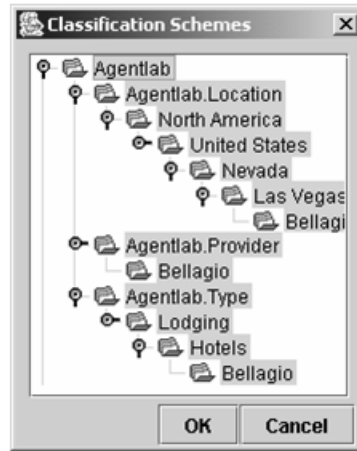 Classification Schemes
Agentlab
Agentlab.Location
North America
United States
Nevada
Las Vegas
Bellagi
Agentlab.Provider
Bellagio
Agentlab.Type
Lodging
Hotels
Bellagio
OK Cancel